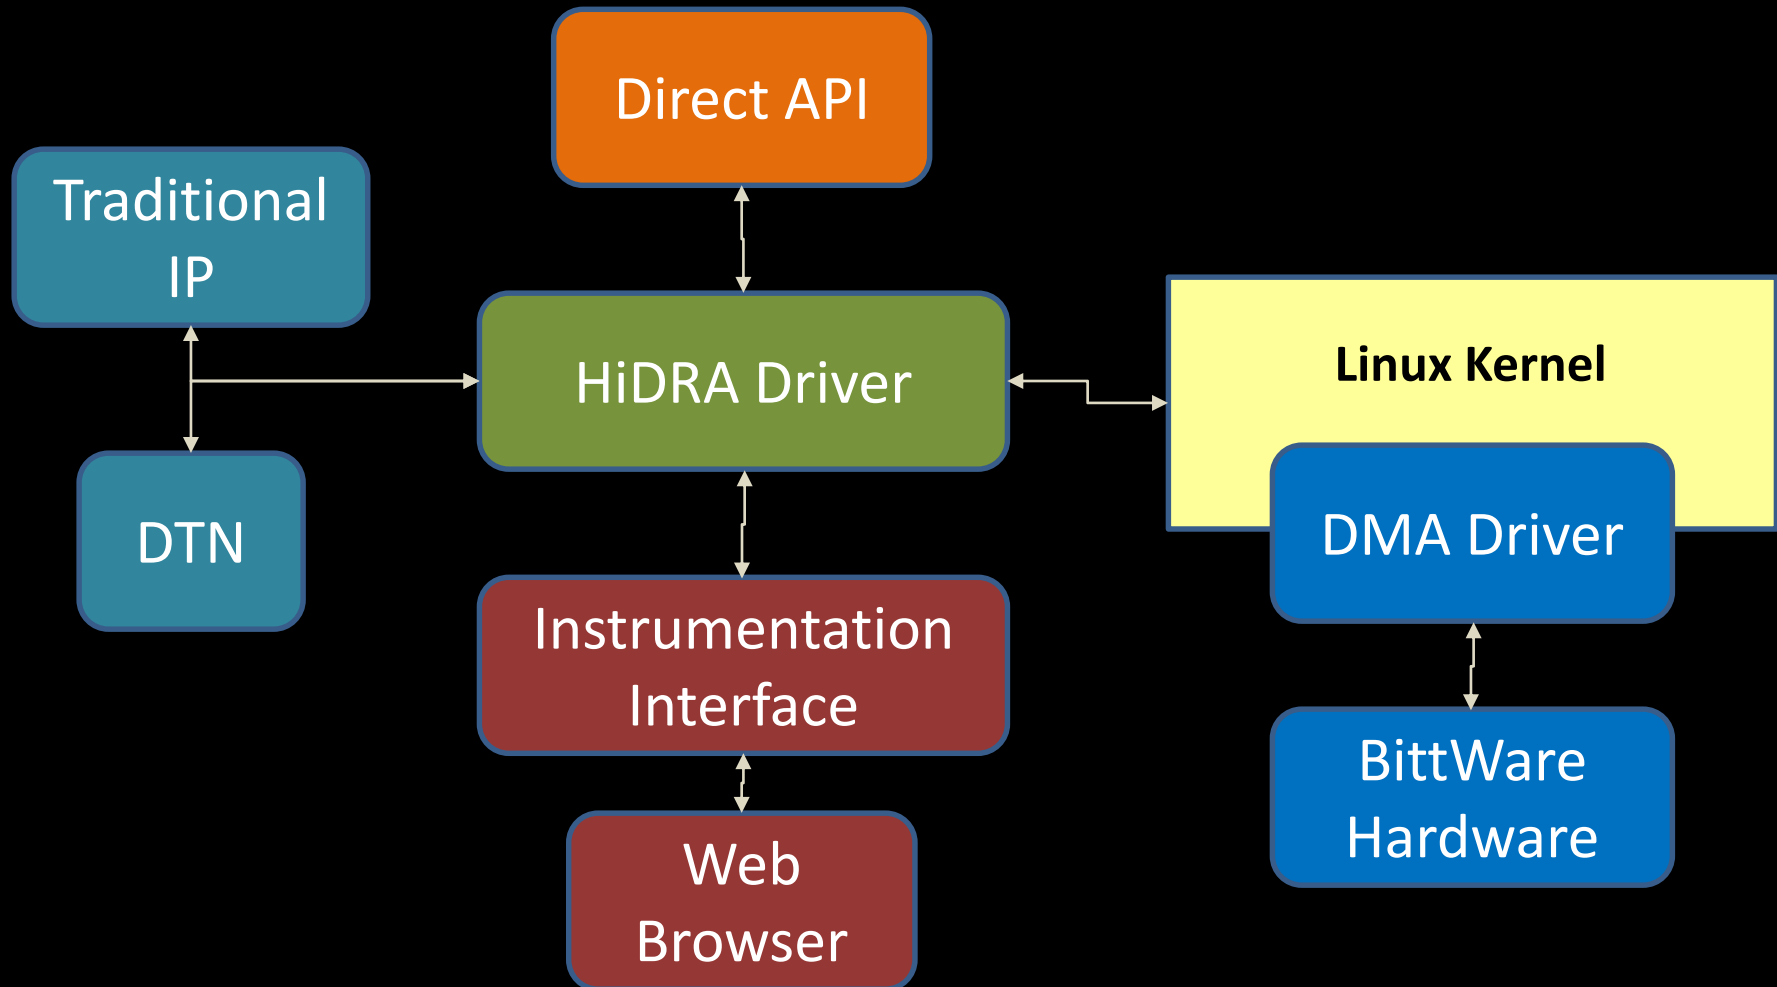 Direct API
Traditional
IP
HiDRA Driver
Linux Kernel
DTN
DMA Driver
Instrumentation
Interface
BittWare
Hardware
Web
Browser